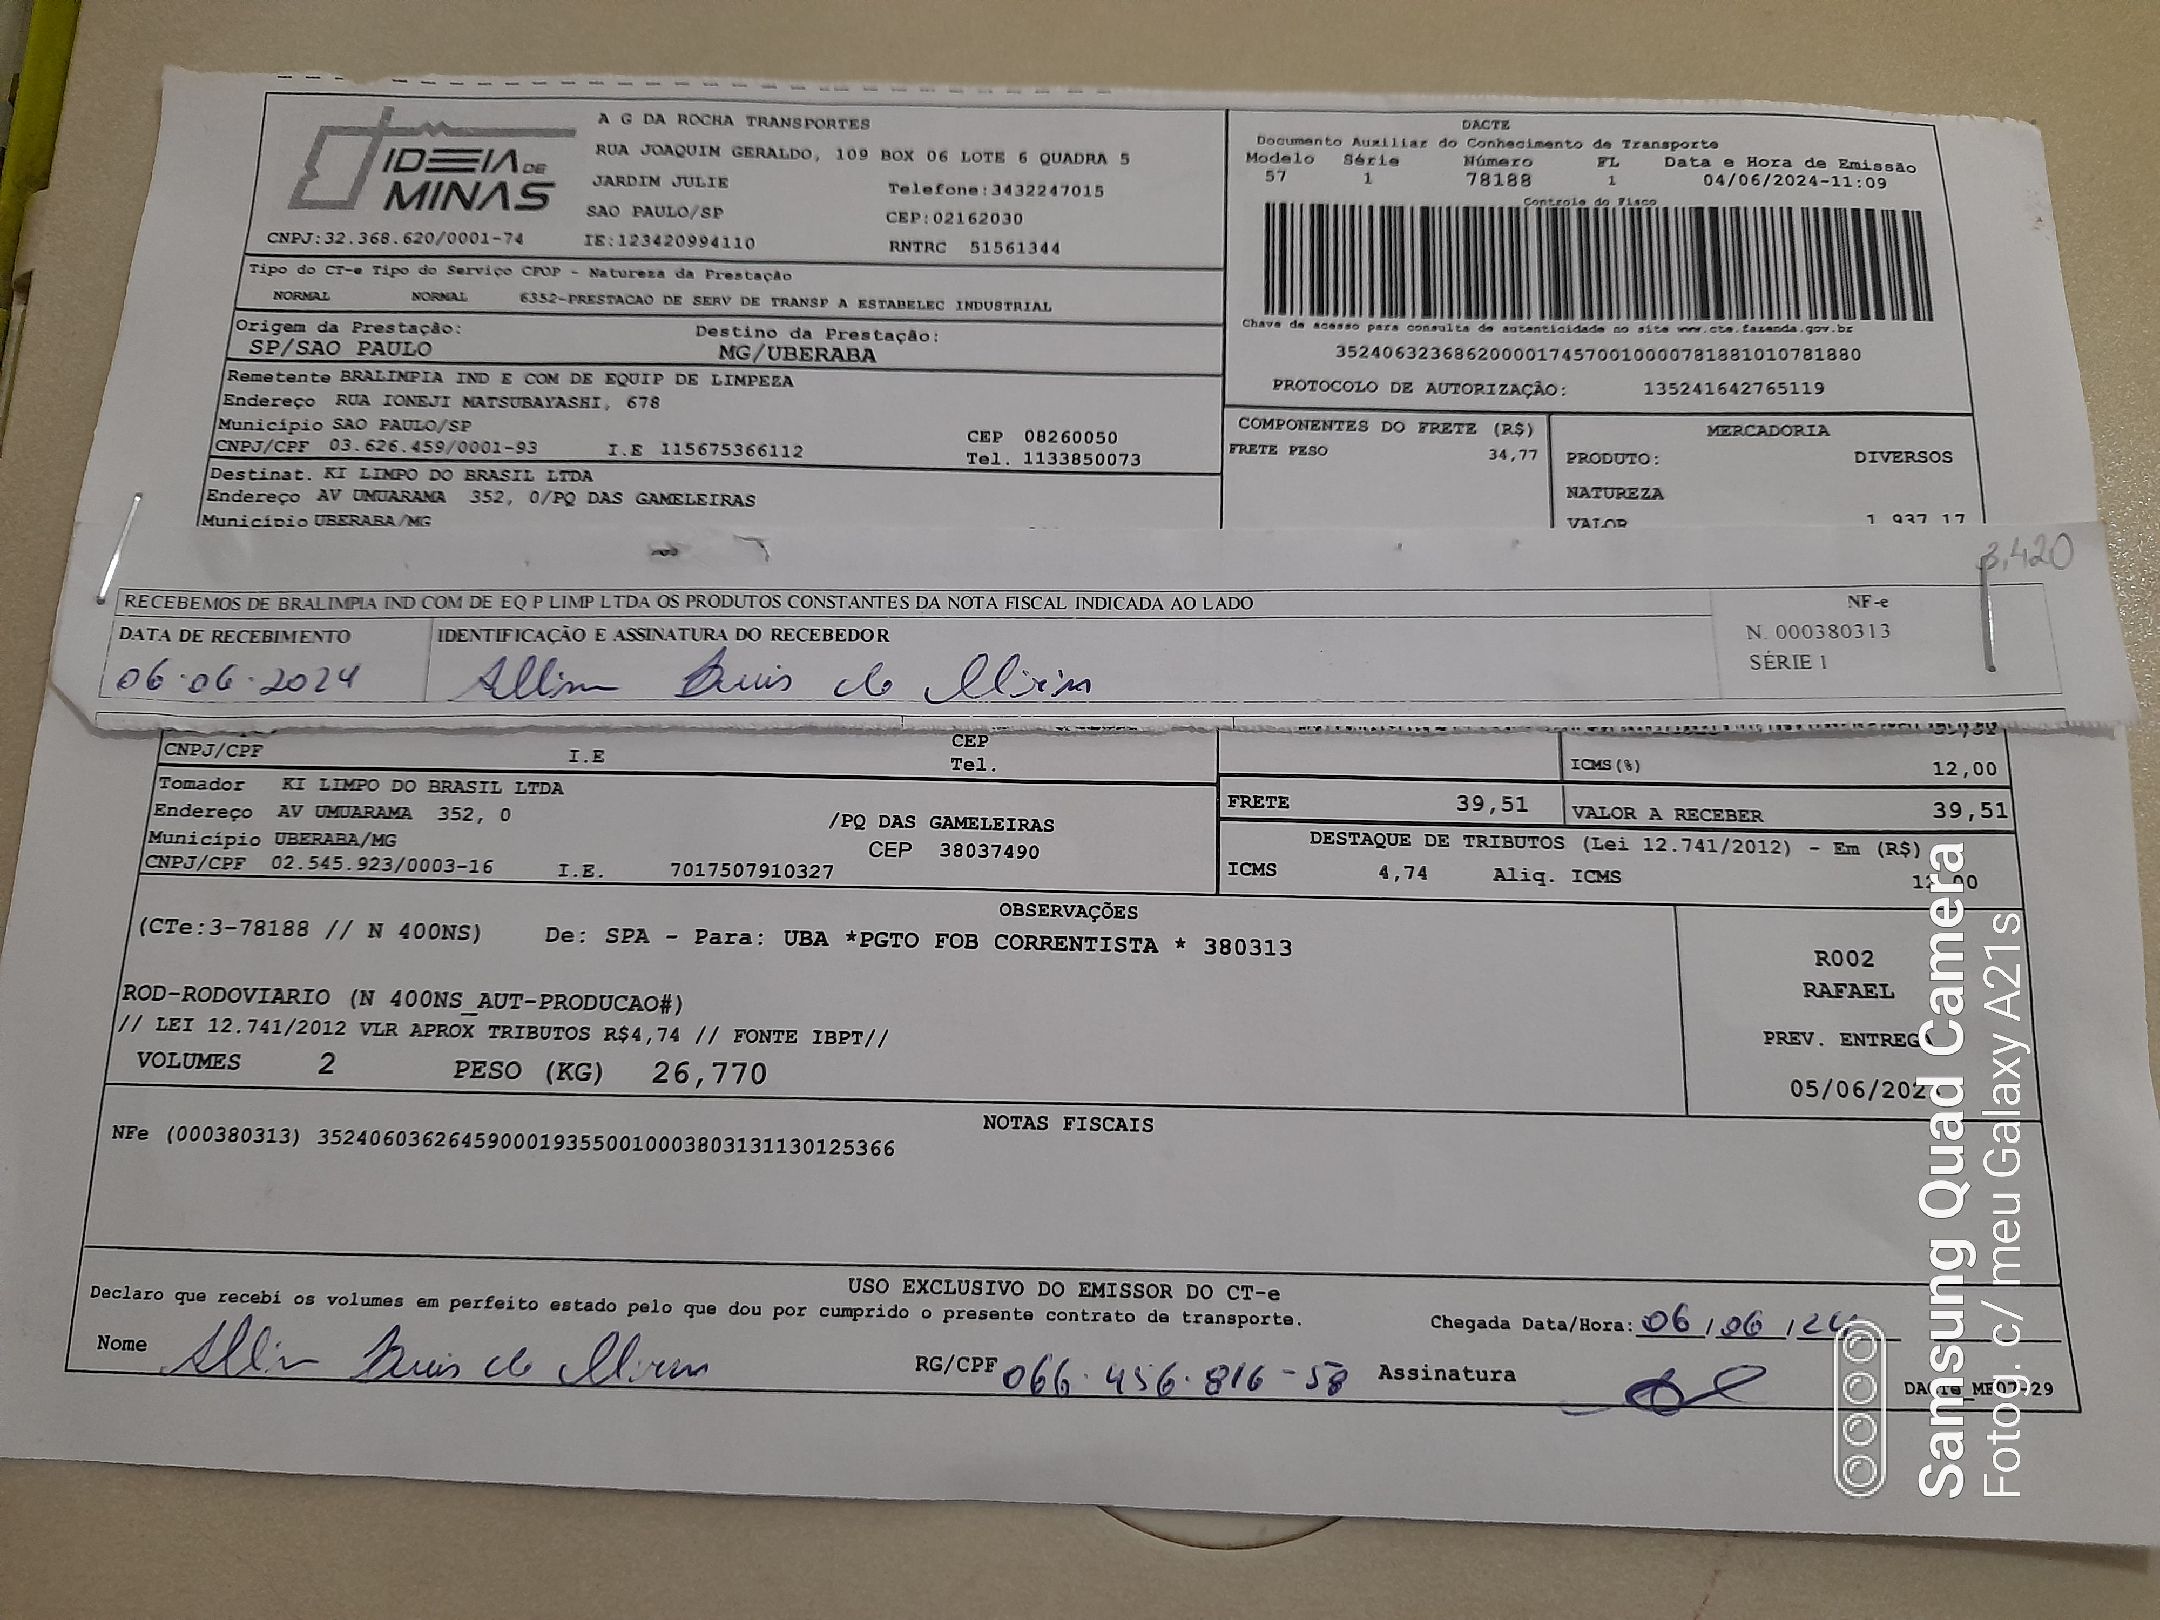 IDEIA DE
MINAS
A G DA ROCHA TRANSPORTES
RUA JOAQUIM GERALDO, 109 BOX 06 LOTE 6 QUADRA 5
JARDIM JULIE
Telefone:3432247015
SAO PAULO/SP
CEP:02162030
CNPJ:32.368.620/0001-74
IE:123420994110
RNTRC 51561344
DACTE
Documento Auxiliar do Conhecimento de Transporte
Modelo Série Número FL Data e Hora de Emissão
57 1 78188 1 04/06/2024-11:09
Controle do Fisco
Chave de acesso para consulta de autenticidade no site www.cte.fazenda.gov.br
35240632368620000174570010000781881010781880
PROTOCOLO DE AUTORIZAÇÃO: 135241642765119
Tipo do CT-e Tipo do Serviço CFOP - Natureza da Prestação
NORMAL NORMAL 6352-PRESTACAO DE SERV DE TRANSP A ESTABELEC INDUSTRIAL
Origem da Prestação: Destino da Prestação:
SP/SAO PAULO MG/UBERABA
Remetente BRALIMPIA IND E COM DE EQUIP DE LIMPEZA
Endereço RUA IONEJI MATSUBAYASHI, 678
Município SAO PAULO/SP
CEP 08260050
CNPJ/CPF 03.626.459/0001-93 I.E 115675366112 Tel. 1133850073
Destinat. KI LIMPO DO BRASIL LTDA
Endereço AV UMUARAMA 352, 0/PQ DAS GAMELEIRAS
Município UBERABA/MG
COMPONENTES DO FRETE (R$)
FRETE PESO 34,77
MERCADORIA
PRODUTO: DIVERSOS
NATUREZA
VALOR 1 937 17
3,420
RECEBEMOS DE BRALIMPIA IND COM DE EQ P LIMP LTDA OS PRODUTOS CONSTANTES DA NOTA FISCAL INDICADA AO LADO
DATA DE RECEBIMENTO IDENTIFICAÇÃO E ASSINATURA DO RECEBEDOR
06.06.2024
NF-e
N. 000380313
SÉRIE 1
CNPJ/CPF I.E CEP
Tel.
ICMS(%) 12,00
Tomador KI LIMPO DO BRASIL LTDA
Endereço AV UMUARAMA 352, 0 /PQ DAS GAMELEIRAS
Município UBERABA/MG CEP 38037490
CNPJ/CPF 02.545.923/0003-16 I.E. 7017507910327
FRETE 39,51 VALOR A RECEBER 39,51
DESTAQUE DE TRIBUTOS (Lei 12.741/2012) - Em (R$)
ICMS 4,74 Aliq. ICMS
OBSERVAÇÕES
(CTe:3-78188 // N 400NS) De: SPA - Para: UBA *PGTO FOB CORRENTISTA * 380313
ROD-RODOVIARIO (N 400NS_AUT-PRODUCAO#)
// LEI 12.741/2012 VLR APROX TRIBUTOS R$4,74 // FONTE IBPT//
VOLUMES 2 PESO (KG) 26,770
R002
RAFAEL
PREV. ENTREGA
05/06/202
NOTAS FISCAIS
NFe (000380313) 35240603626459000193550010003803131130125366
USO EXCLUSIVO DO EMISSOR DO CT-e
Declaro que recebi os volumes em perfeito estado pelo que dou por cumprido o presente contrato de transporte.
Chegada Data/Hora: 06/06/24
Nome
RG/CPF 066.456.816-58 Assinatura
Samsung Quad Camera
Fotog. c/ meu Galaxy A21s